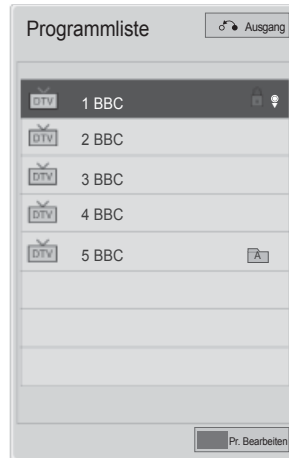 Programmliste
Ausgang
DTV 1 BBC
DTV 2 BBC
DTV 3 BBC
DTV 4 BBC
DTV 5 BBC A
Pr. Bearbeiten